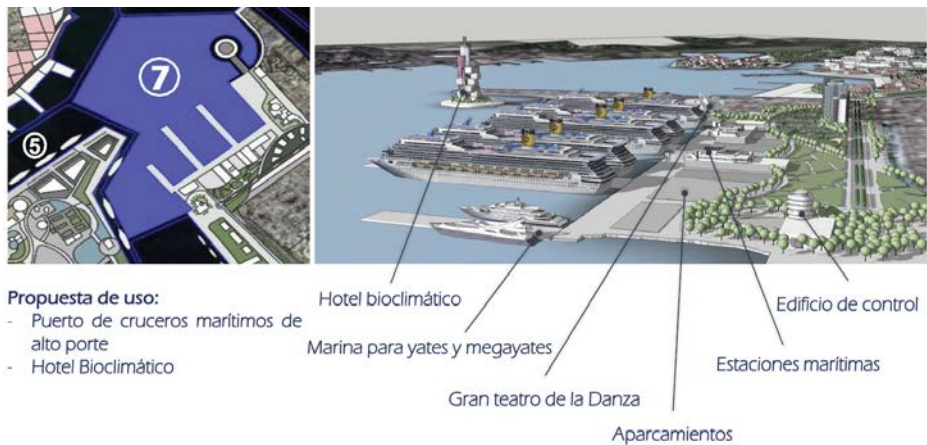 7
5
Propuesta de uso:
- Puerto de cruceros marítimos de
alto porte
- Hotel Bioclimático
Hotel bioclimático
Marina para yates y megayates
Gran teatro de la Danza
Aparcamientos
Estaciones marítimas
Edificio de control